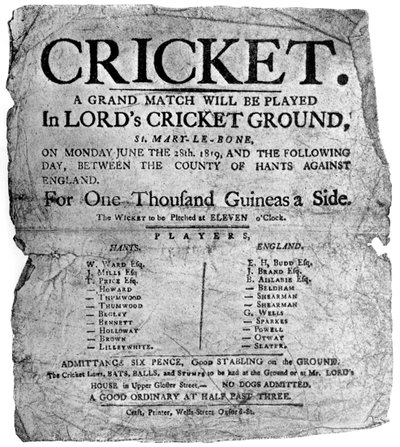 CRICKET.
A GRAND MATCH WILL BE PLAYED
In LORD's CRICKET GROUND,
St. MARY-LE-BONE,
ON MONDAY JUNE THE 28th. 1819, AND THE FOLLOWING
DAY, BETWEEN THE COUNTY OF HANTS AGAINST
ENGLAND.
For One Thouſand Guineas a Side.
The WICKET to be Pitched at ELEVEN o'Clock.
PLAYERS,
HANTS.
W. WARD Eſq.
J. MILLS Eſq
T. PRICE Eſq.
— HOWARD
— THUMWOOD
— THUMWOOD
— BEGLEY
— BENNETT
— HOLLOWAY
— BROWN
— LILLEYWHITE.
ENGLAND.
E. H. BUDD Eſq.
J. BRAND Eſq.
B. AISLABIE Eſq.
— BELDHAM
— SHEARMAN
— SHEARMAN
G. WELLS
— SPARKES
— POWELL
— OTWAY
— SLATER.
ADMITTANCE SIX PENCE, Good STABLING on the GROUND.
The Cricket Laws, BATS, BALLS, and STUMPS to be had at the Ground or at Mr. LORD's
HOUSE in Upper Gloſter Street,— NO DOGS ADMITTED.
A GOOD ORDINARY AT HALF PAST THREE.
Craft, Printer, Wells-Street Oxford-St.